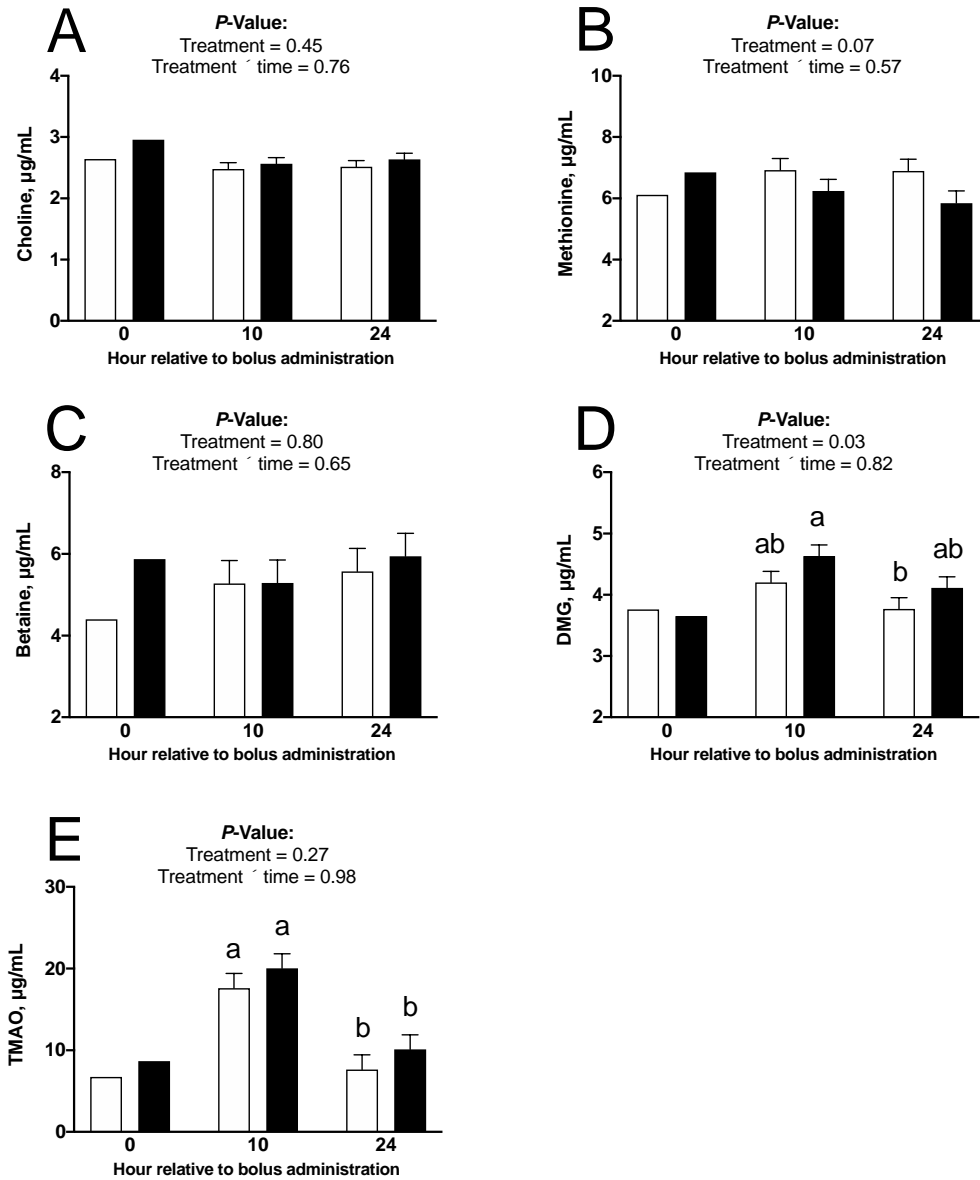 A
P-Value:
Treatment = 0.45
Treatment ´ time = 0.76
4
3
2
1
0
Choline, µg/mL
0 10 24
Hour relative to bolus administration
B
P-Value:
Treatment = 0.07
Treatment ´ time = 0.57
10
8
6
4
2
Methionine, µg/mL
0 10 24
Hour relative to bolus administration
C
P-Value:
Treatment = 0.80
Treatment ´ time = 0.65
8
6
4
2
Betaine, µg/mL
0 10 24
Hour relative to bolus administration
D
P-Value:
Treatment = 0.03
Treatment ´ time = 0.82
6
5
4
3
2
DMG, µg/mL
ab a b ab
0 10 24
Hour relative to bolus administration
E
P-Value:
Treatment = 0.27
Treatment ´ time = 0.98
30
20
10
0
TMAO, µg/mL
a a b b
0 10 24
Hour relative to bolus administration